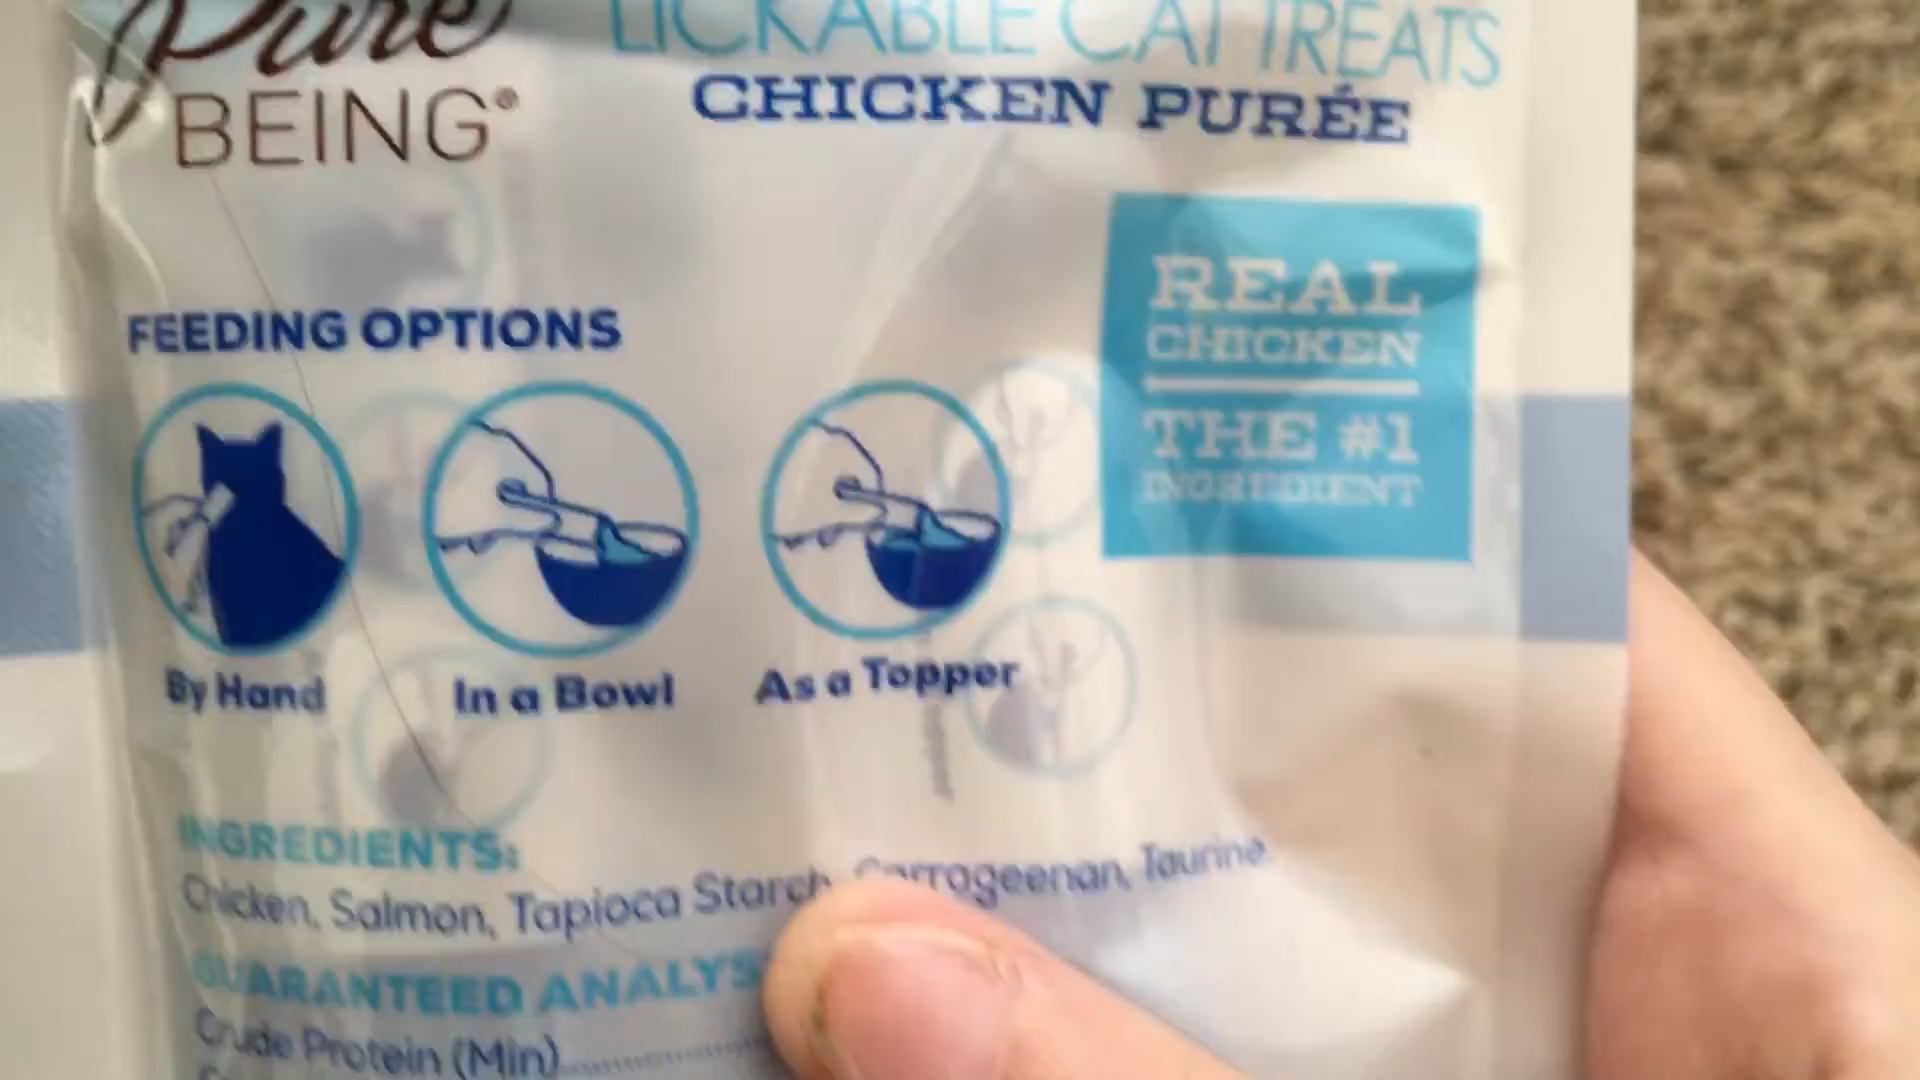 Pure
BEING®
LICKABLE CAT TREATS
CHICKEN PURÉE
REAL
CHICKEN
THE #1
INGREDIENT
FEEDING OPTIONS
By Hand
In a Bowl
As a Topper
INGREDIENTS:
Chicken, Salmon, Tapioca Starch, Carrageenan, Taurine.
GUARANTEED ANALYS
Crude Protein (Min)